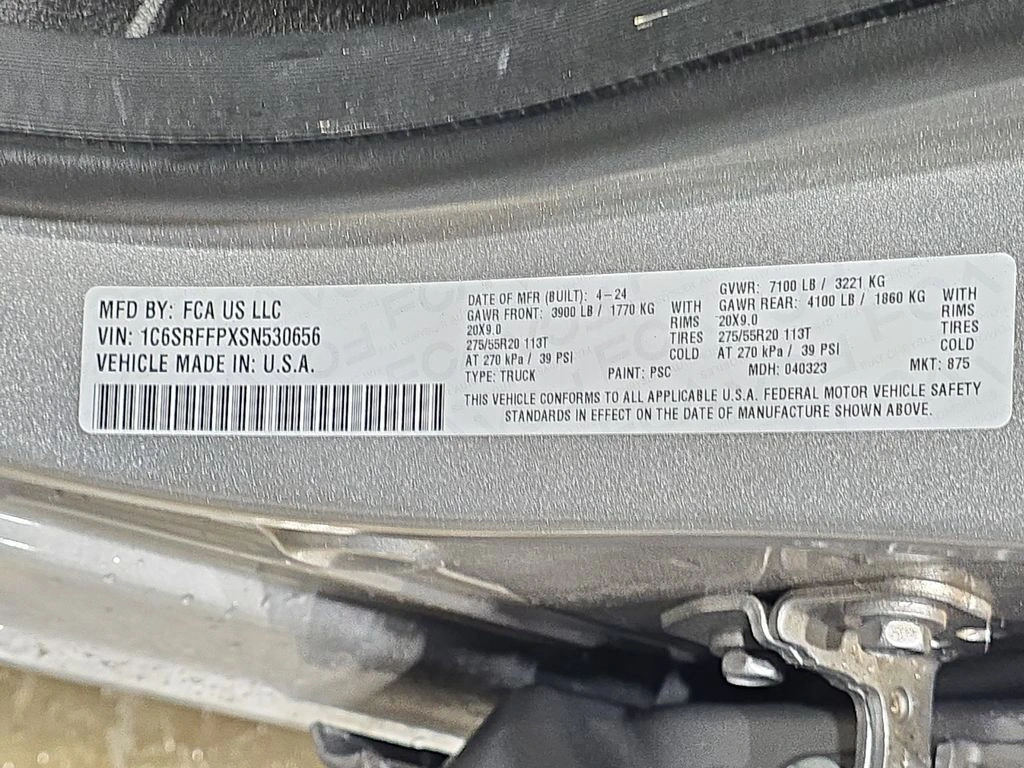 MFD BY: FCA US LLC
VIN: 1C6SRFFPXSN530656
VEHICLE MADE IN: U.S.A.
DATE OF MFR (BUILT): 4-24
GAWR FRONT: 3900 LB / 1770 KG WITH
20X9.0 RIMS
275/55R20 113T TIRES
AT 270 kPa / 39 PSI COLD
TYPE: TRUCK PAINT: PSC
GVWR: 7100 LB / 3221 KG
GAWR REAR: 4100 LB / 1860 KG WITH
20X9.0 RIMS
275/55R20 113T TIRES
AT 270 kPa / 39 PSI COLD
MDH: 040323 MKT: 875
THIS VEHICLE CONFORMS TO ALL APPLICABLE U.S.A. FEDERAL MOTOR VEHICLE SAFETY
STANDARDS IN EFFECT ON THE DATE OF MANUFACTURE SHOWN ABOVE.